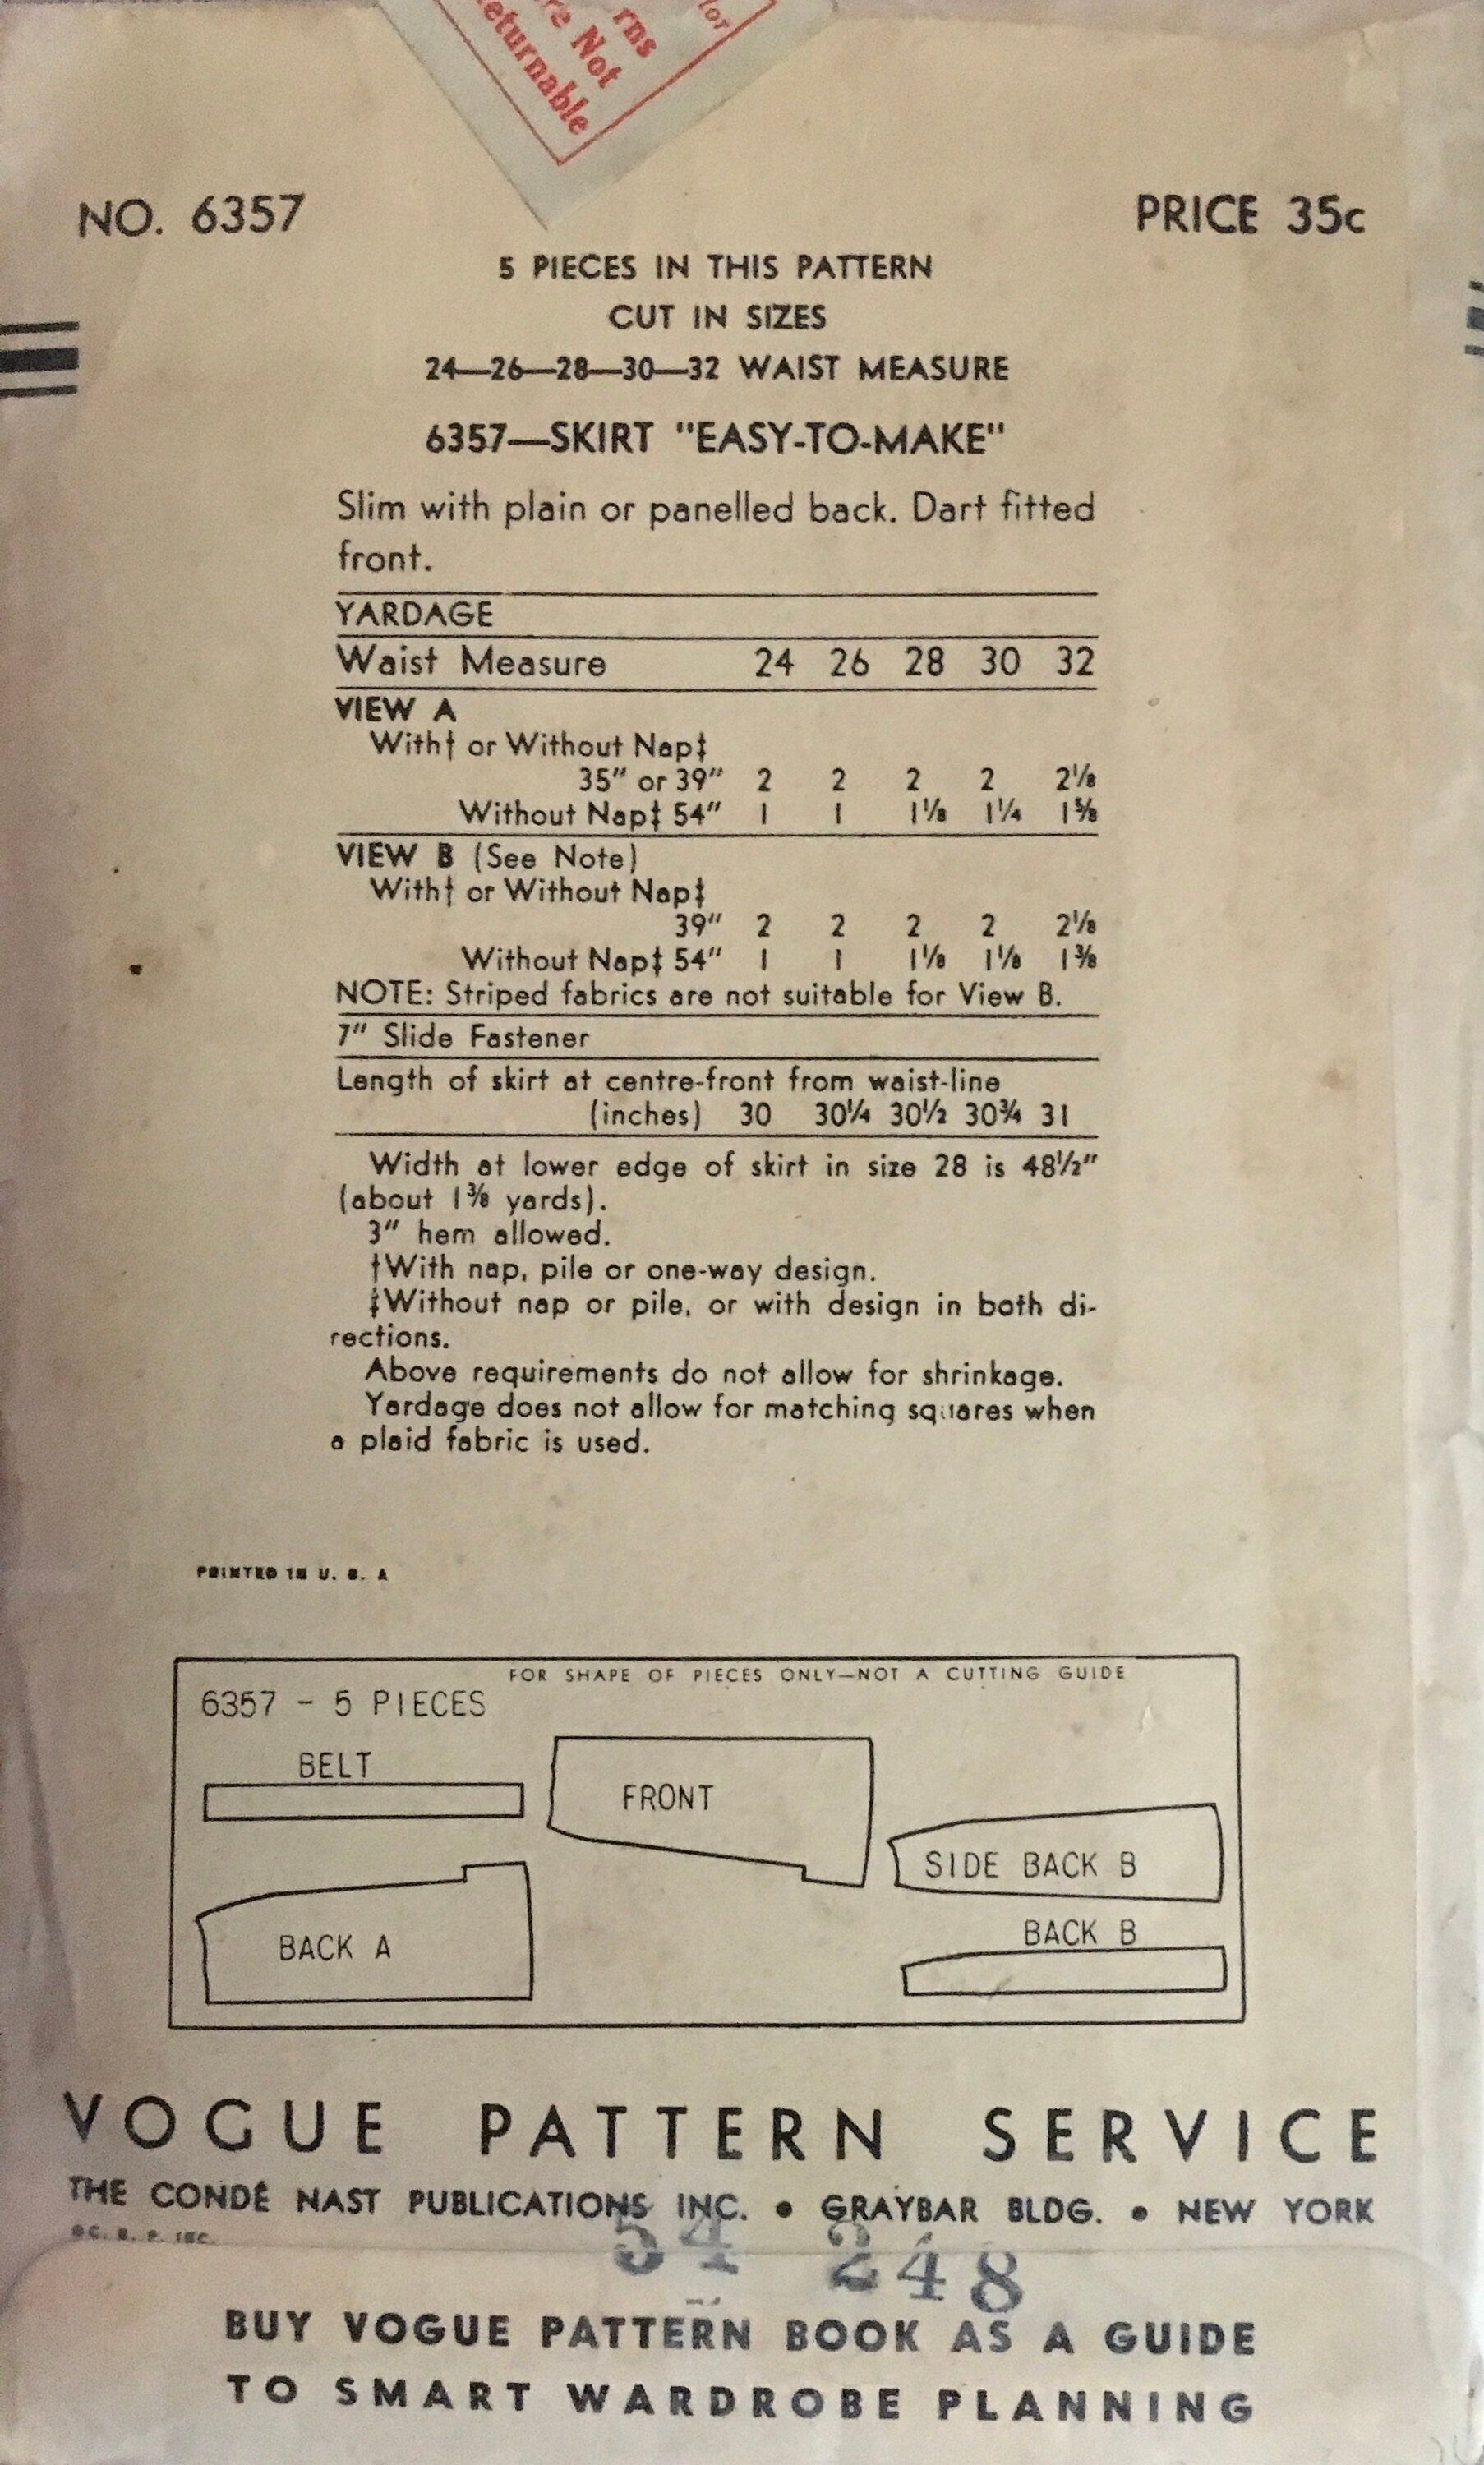 rns
re Not
eturnable
for
NO. 6357
PRICE 35c
5 PIECES IN THIS PATTERN
CUT IN SIZES
24—26—28—30—32 WAIST MEASURE
6357—SKIRT "EASY-TO-MAKE"
Slim with plain or panelled back. Dart fitted
front.
YARDAGE
Waist Measure 24 26 28 30 32
VIEW A
With† or Without Nap‡
35" or 39" 2 2 2 2 2⅛
Without Nap‡ 54" 1 1 1⅛ 1¼ 1⅝
VIEW B (See Note)
With† or Without Nap‡
39" 2 2 2 2 2⅛
Without Nap‡ 54" 1 1 1⅛ 1⅛ 1⅜
NOTE: Striped fabrics are not suitable for View B.
7" Slide Fastener
Length of skirt at centre-front from waist-line
(inches) 30 30¼ 30½ 30¾ 31
Width at lower edge of skirt in size 28 is 48½"
(about 1⅜ yards).
3" hem allowed.
†With nap, pile or one-way design.
‡Without nap or pile, or with design in both di-
rections.
Above requirements do not allow for shrinkage.
Yardage does not allow for matching squares when
a plaid fabric is used.
PRINTED IN U. S. A
FOR SHAPE OF PIECES ONLY—NOT A CUTTING GUIDE
6357 - 5 PIECES
BELT
FRONT
SIDE BACK B
BACK A
BACK B
VOGUE PATTERN SERVICE
THE CONDÉ NAST PUBLICATIONS INC. • GRAYBAR BLDG. • NEW YORK
54 248
BUY VOGUE PATTERN BOOK AS A GUIDE
TO SMART WARDROBE PLANNING